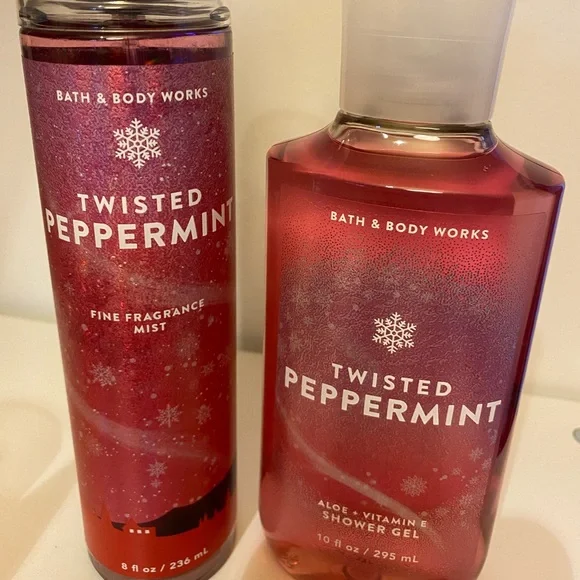 BATH & BODY WORKS
TWISTED
PEPPERMINT
FINE FRAGRANCE
MIST
8 fl oz / 236 mL
BATH & BODY WORKS
TWISTED
PEPPERMINT
ALOE + VITAMIN E
SHOWER GEL
10 fl oz / 295 mL